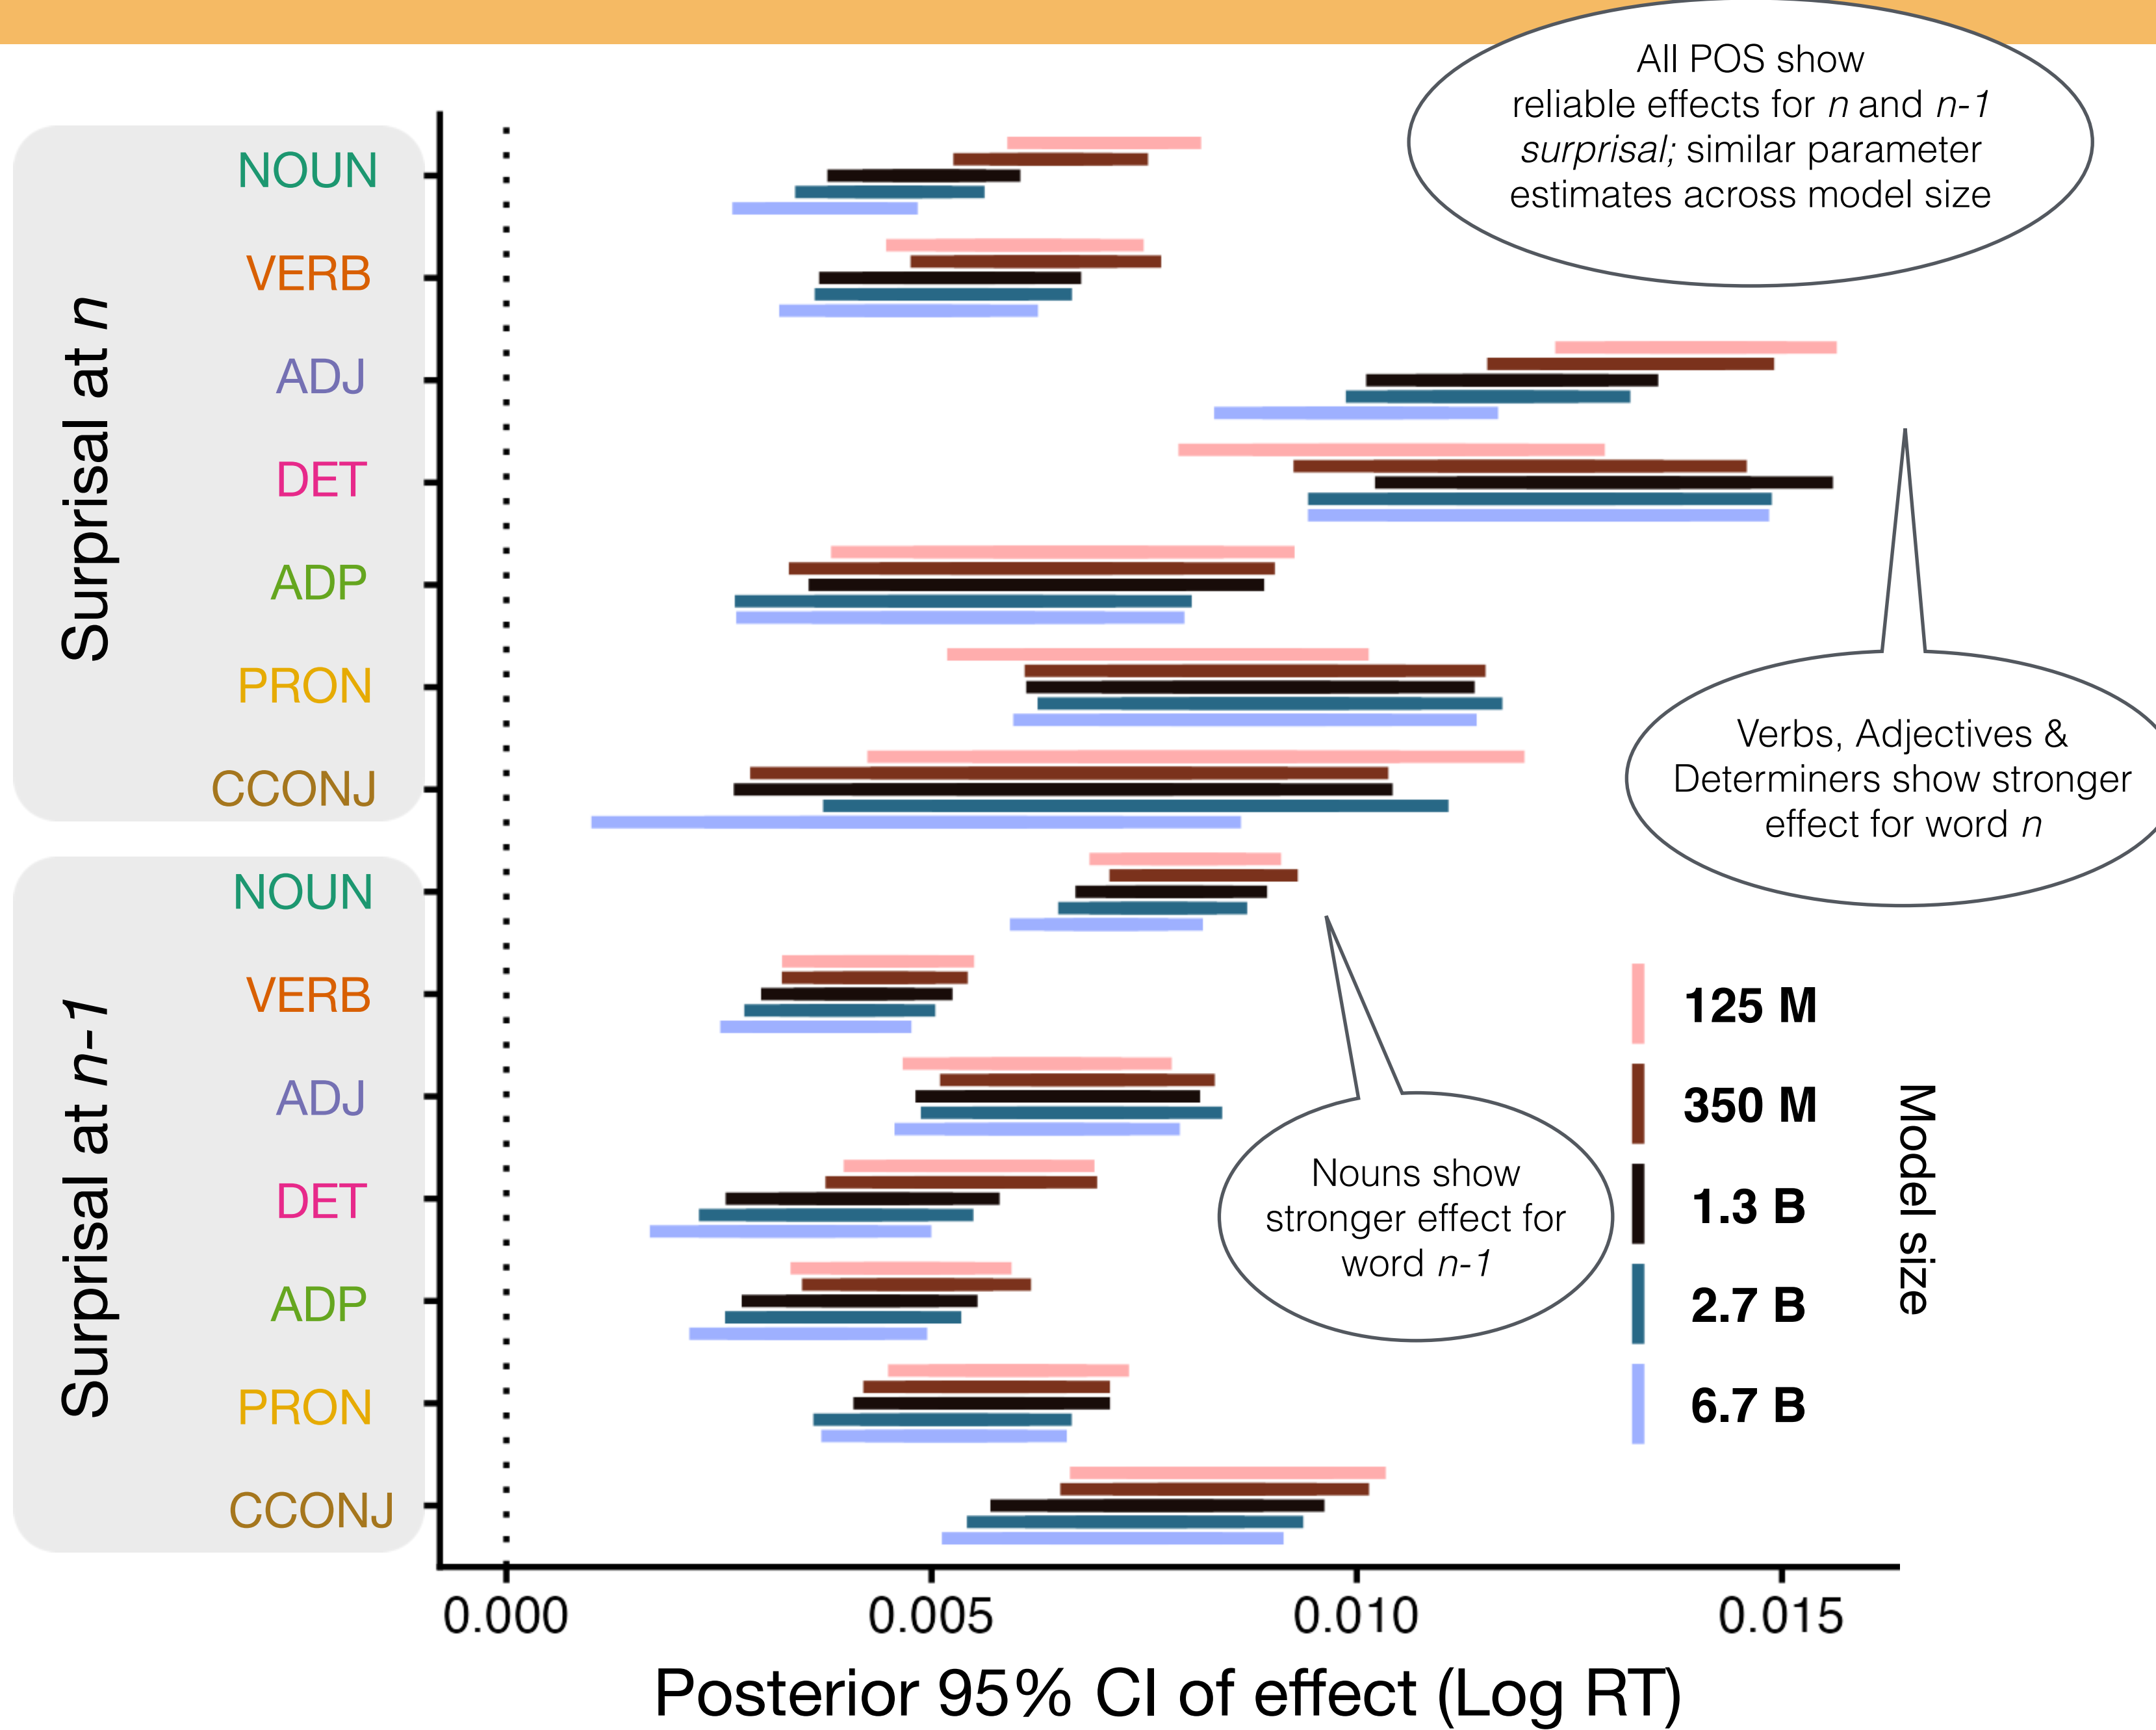 All POS show
reliable effects for n and n-1
surprisal; similar parameter
estimates across model size
Surprisal at n
NOUN
VERB
ADJ
DET
ADP
PRON
CCONJ
Verbs, Adjectives &
Determiners show stronger
effect for word n
Surprisal at n-1
NOUN
VERB
ADJ
DET
ADP
PRON
CCONJ
Nouns show
stronger effect for
word n-1
125 M
350 M
1.3 B
2.7 B
6.7 B
Model size
0.000 0.005 0.010 0.015
Posterior 95% CI of effect (Log RT)